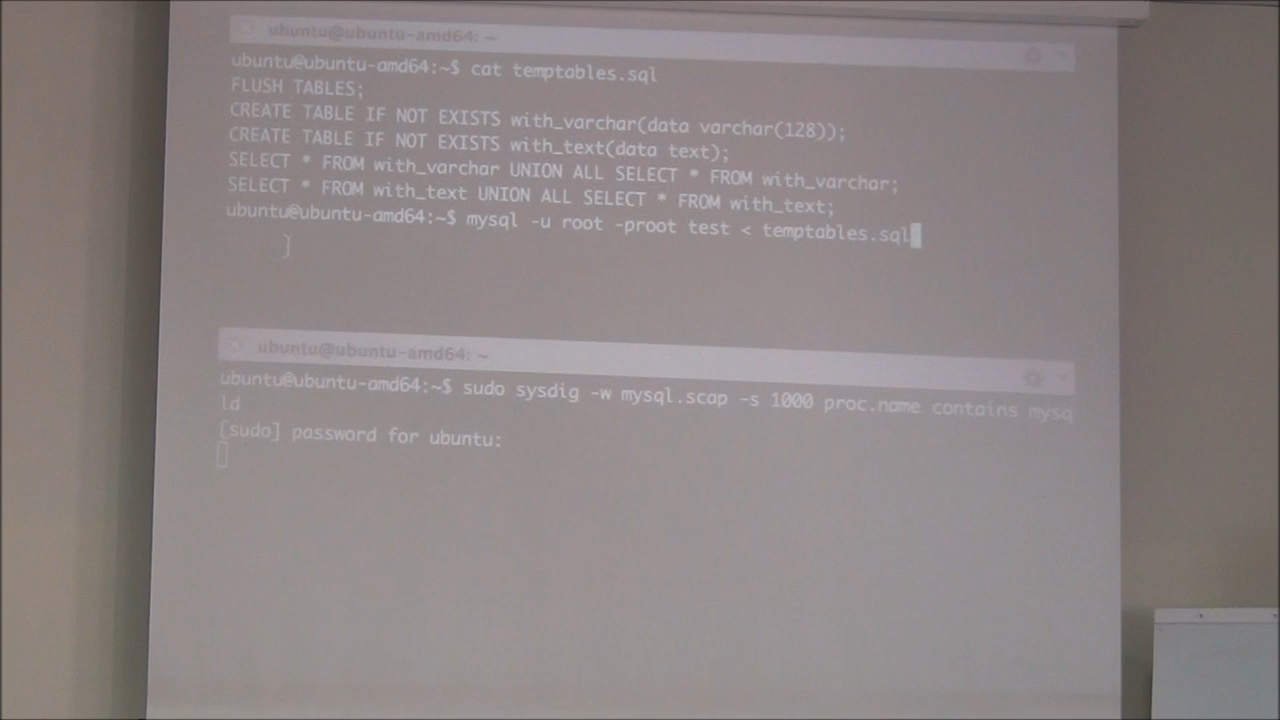 ubuntu@ubuntu-amd64: ~
ubuntu@ubuntu-amd64:~$ cat temptables.sql
FLUSH TABLES;
CREATE TABLE IF NOT EXISTS with_varchar(data varchar(128));
CREATE TABLE IF NOT EXISTS with_text(data text);
SELECT * FROM with_varchar UNION ALL SELECT * FROM with_varchar;
SELECT * FROM with_text UNION ALL SELECT * FROM with_text;
ubuntu@ubuntu-amd64:~$ mysql -u root -proot test < temptables.sql
]
ubuntu@ubuntu-amd64: ~
ubuntu@ubuntu-amd64:~$ sudo sysdig -w mysql.scap -s 1000 proc.name contains mysq
ld
[sudo] password for ubuntu: